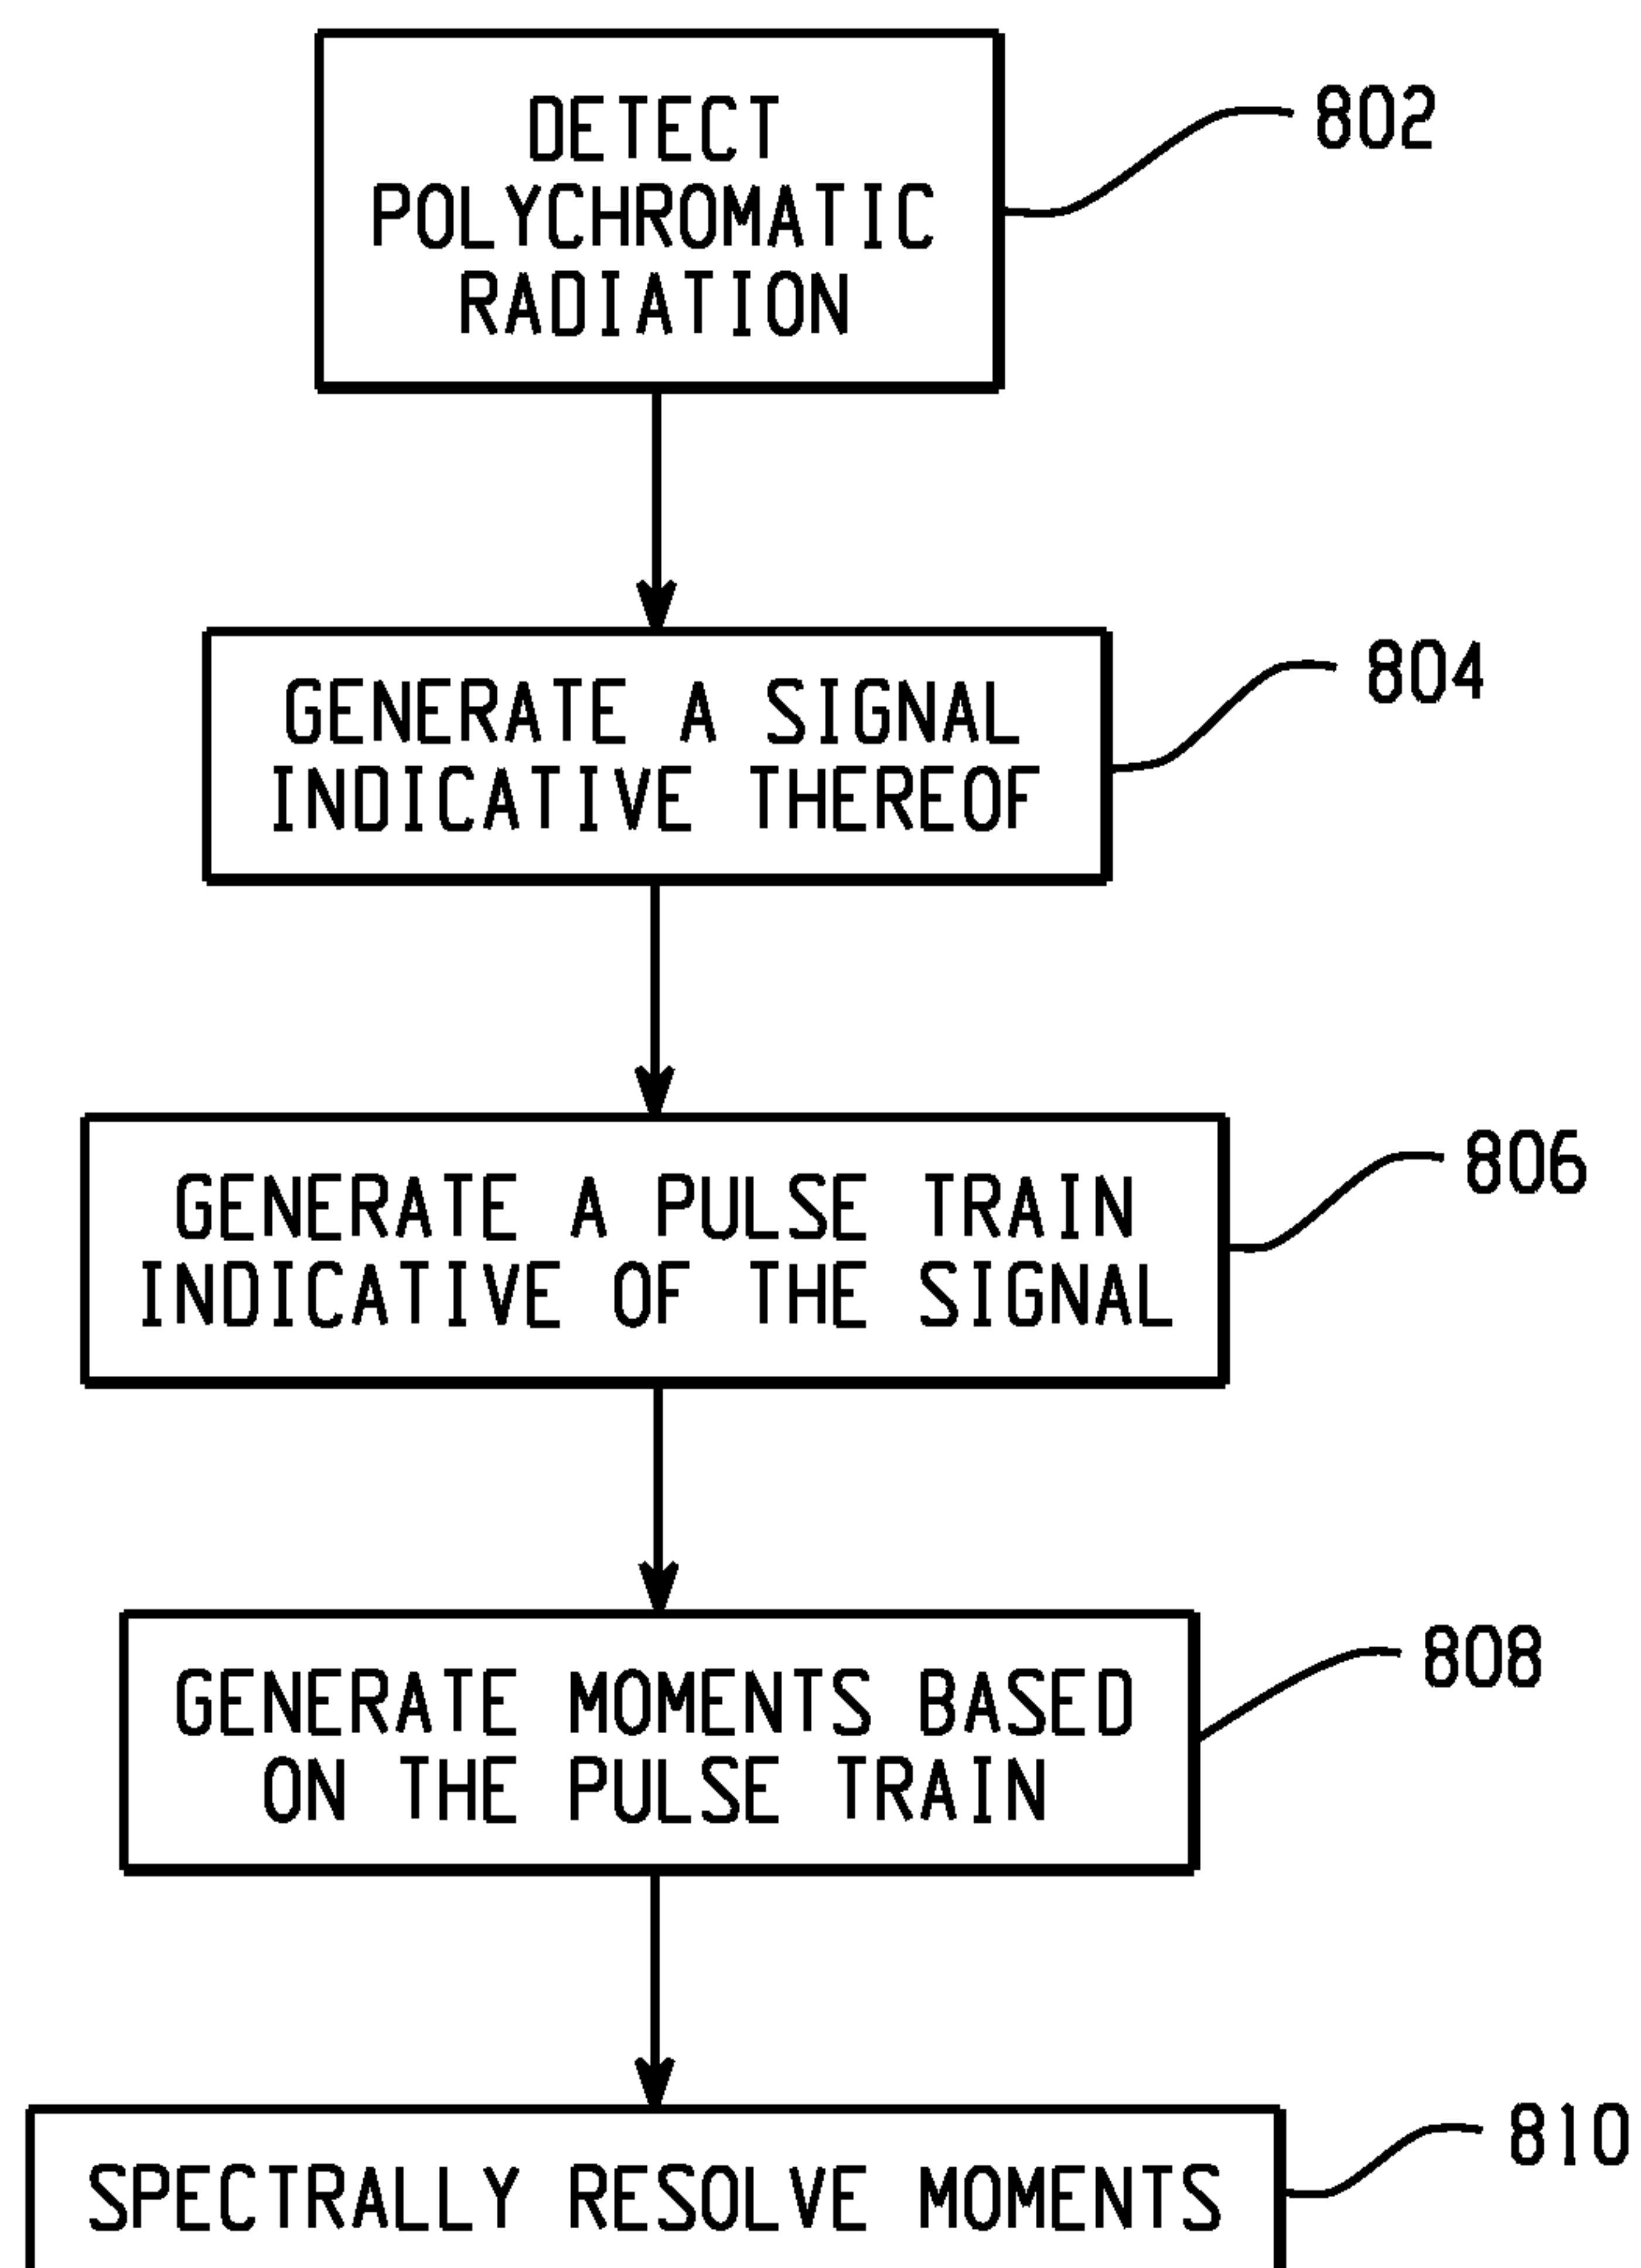 DETECT
POLYCHROMATIC
RADIATION
802
GENERATE A SIGNAL
INDICATIVE THEREOF
804
GENERATE A PULSE TRAIN
INDICATIVE OF THE SIGNAL
806
GENERATE MOMENTS BASED
ON THE PULSE TRAIN
808
SPECTRALLY RESOLVE MOMENTS
810